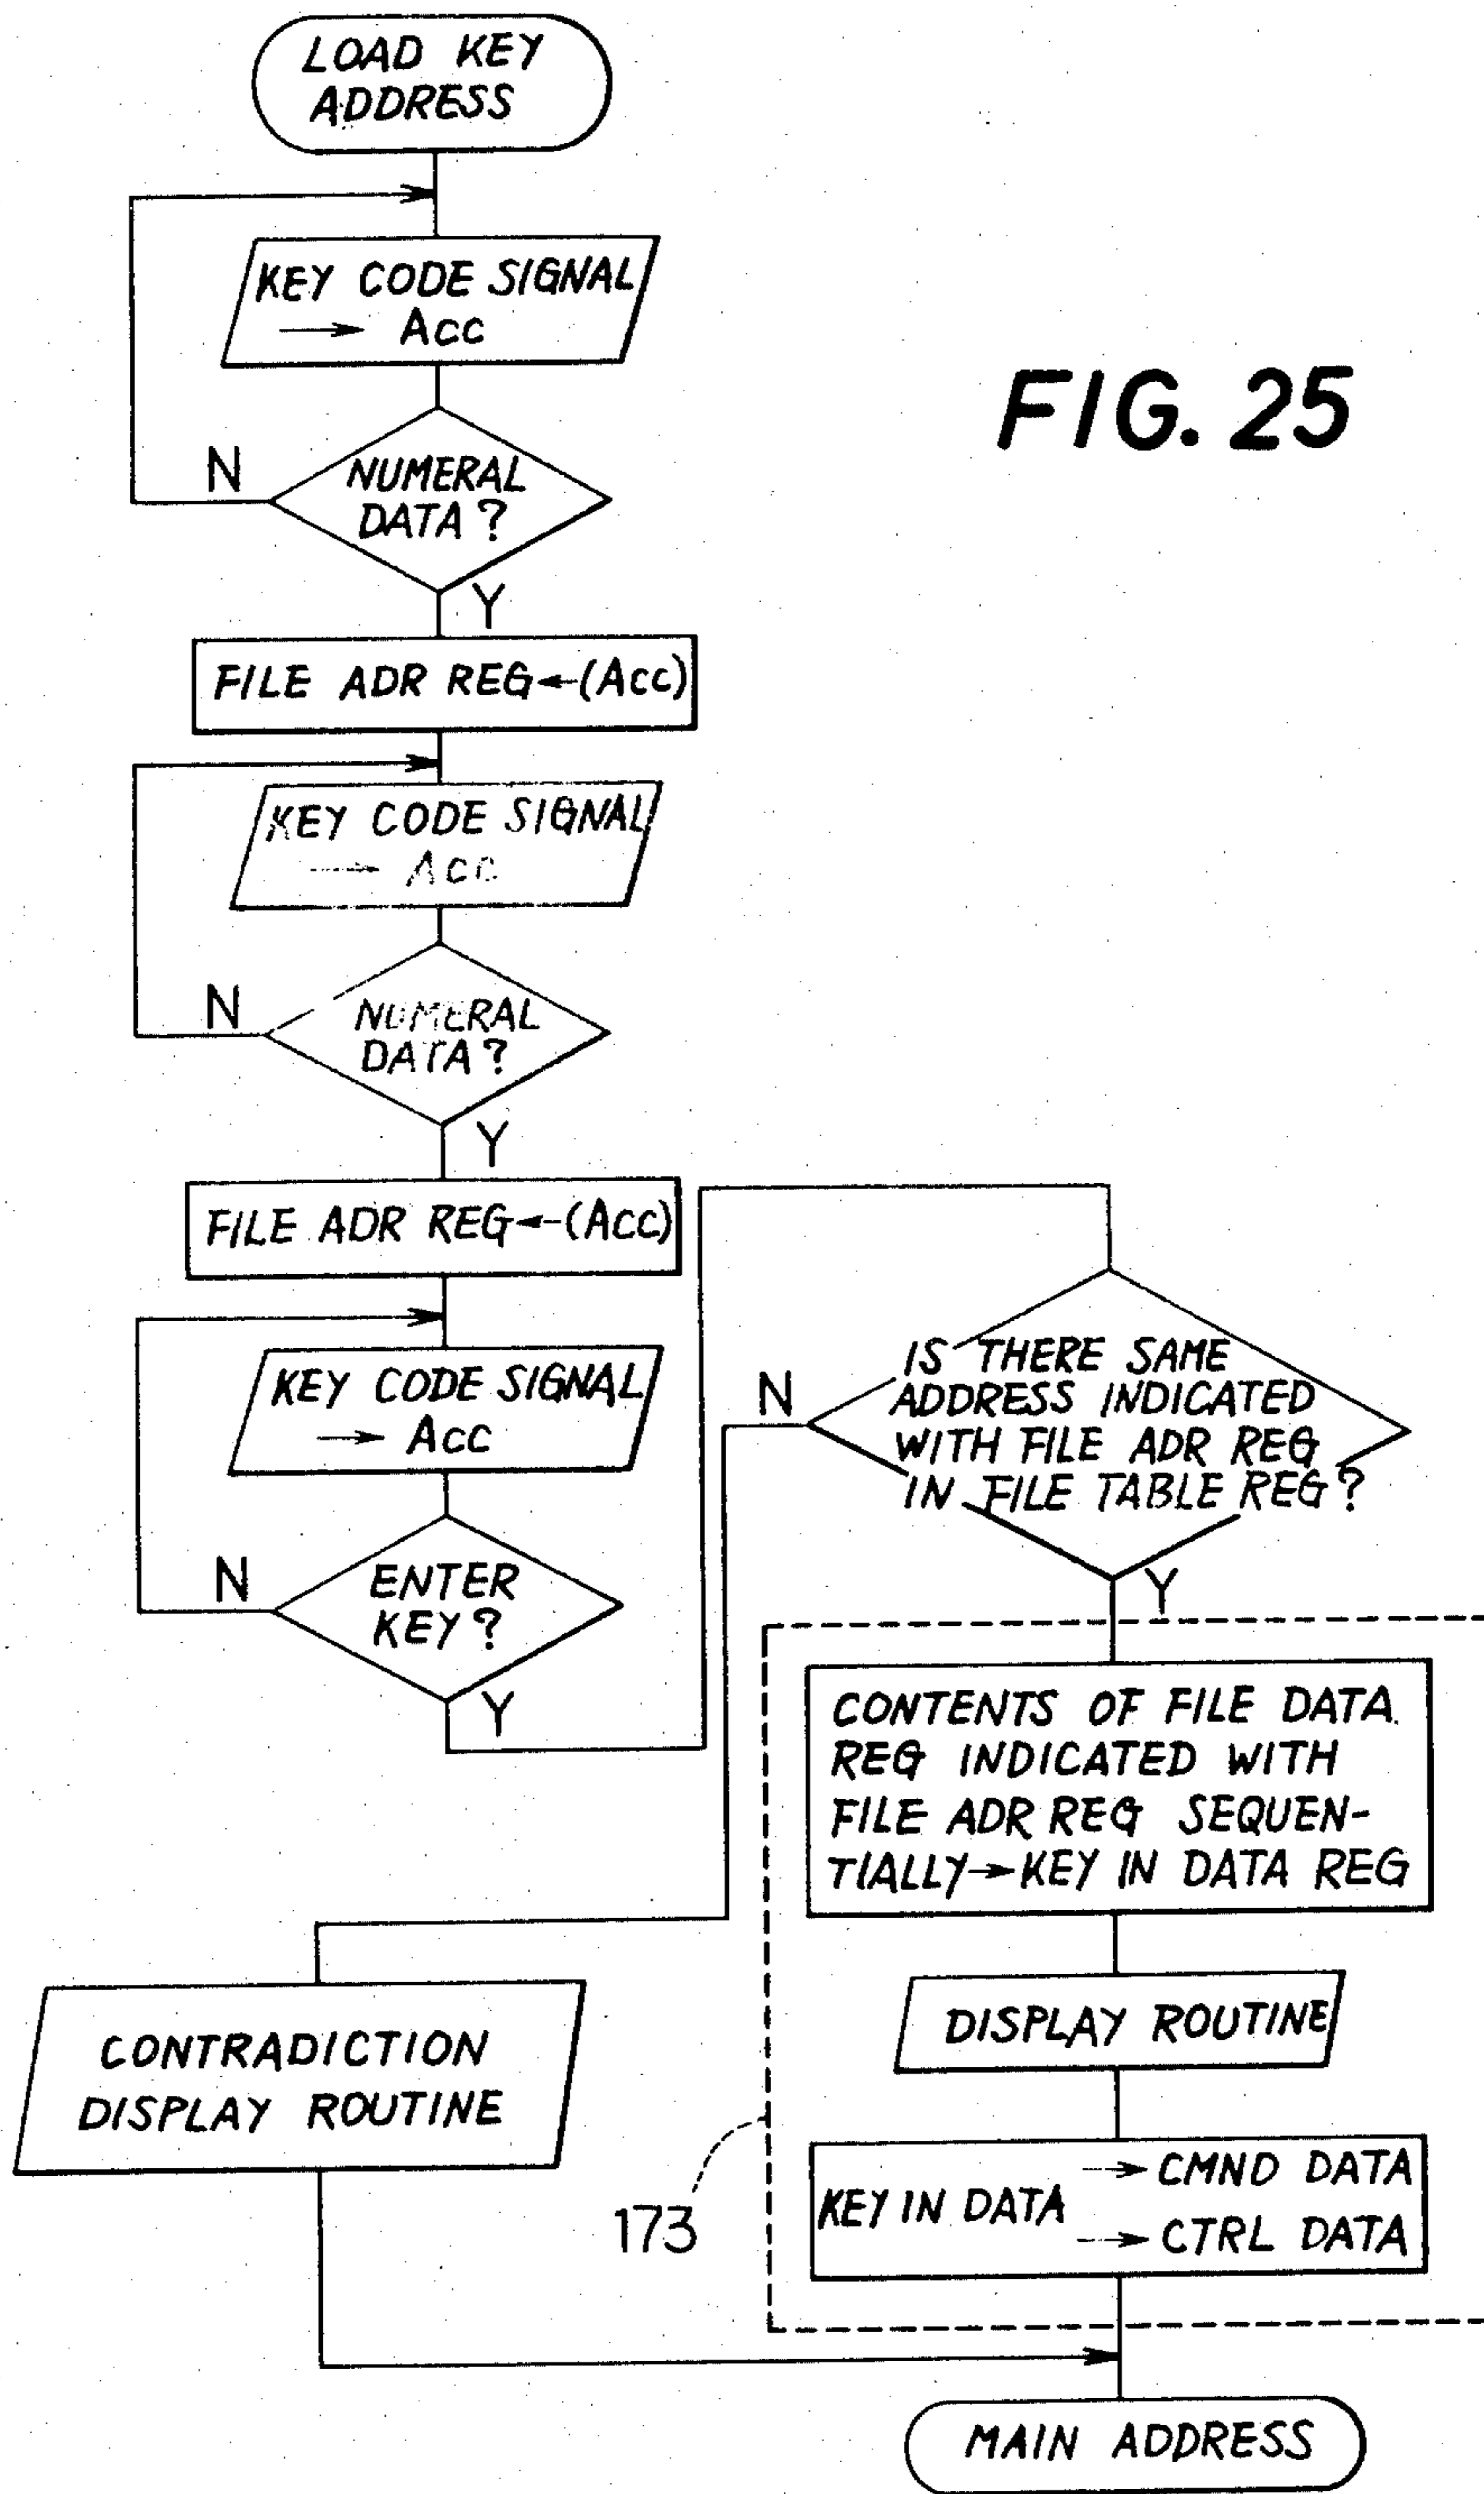 LOAD KEY
ADDRESS
KEY CODE SIGNAL
→ Acc
FIG. 25
N
NUMERAL
DATA?
Y
FILE ADR REG←(Acc)
KEY CODE SIGNAL
→ Acc
N
NUMERAL
DATA?
Y
FILE ADR REG←(Acc)
KEY CODE SIGNAL
→ Acc
N
ENTER
KEY?
Y
IS THERE SAME
ADDRESS INDICATED
WITH FILE ADR REG
IN FILE TABLE REG?
N
Y
CONTENTS OF FILE DATA
REG INDICATED WITH
FILE ADR REG SEQUEN-
TIALLY→KEY IN DATA REG
CONTRADICTION
DISPLAY ROUTINE
DISPLAY ROUTINE
173
KEY IN DATA
→ CMND DATA
→ CTRL DATA
MAIN ADDRESS